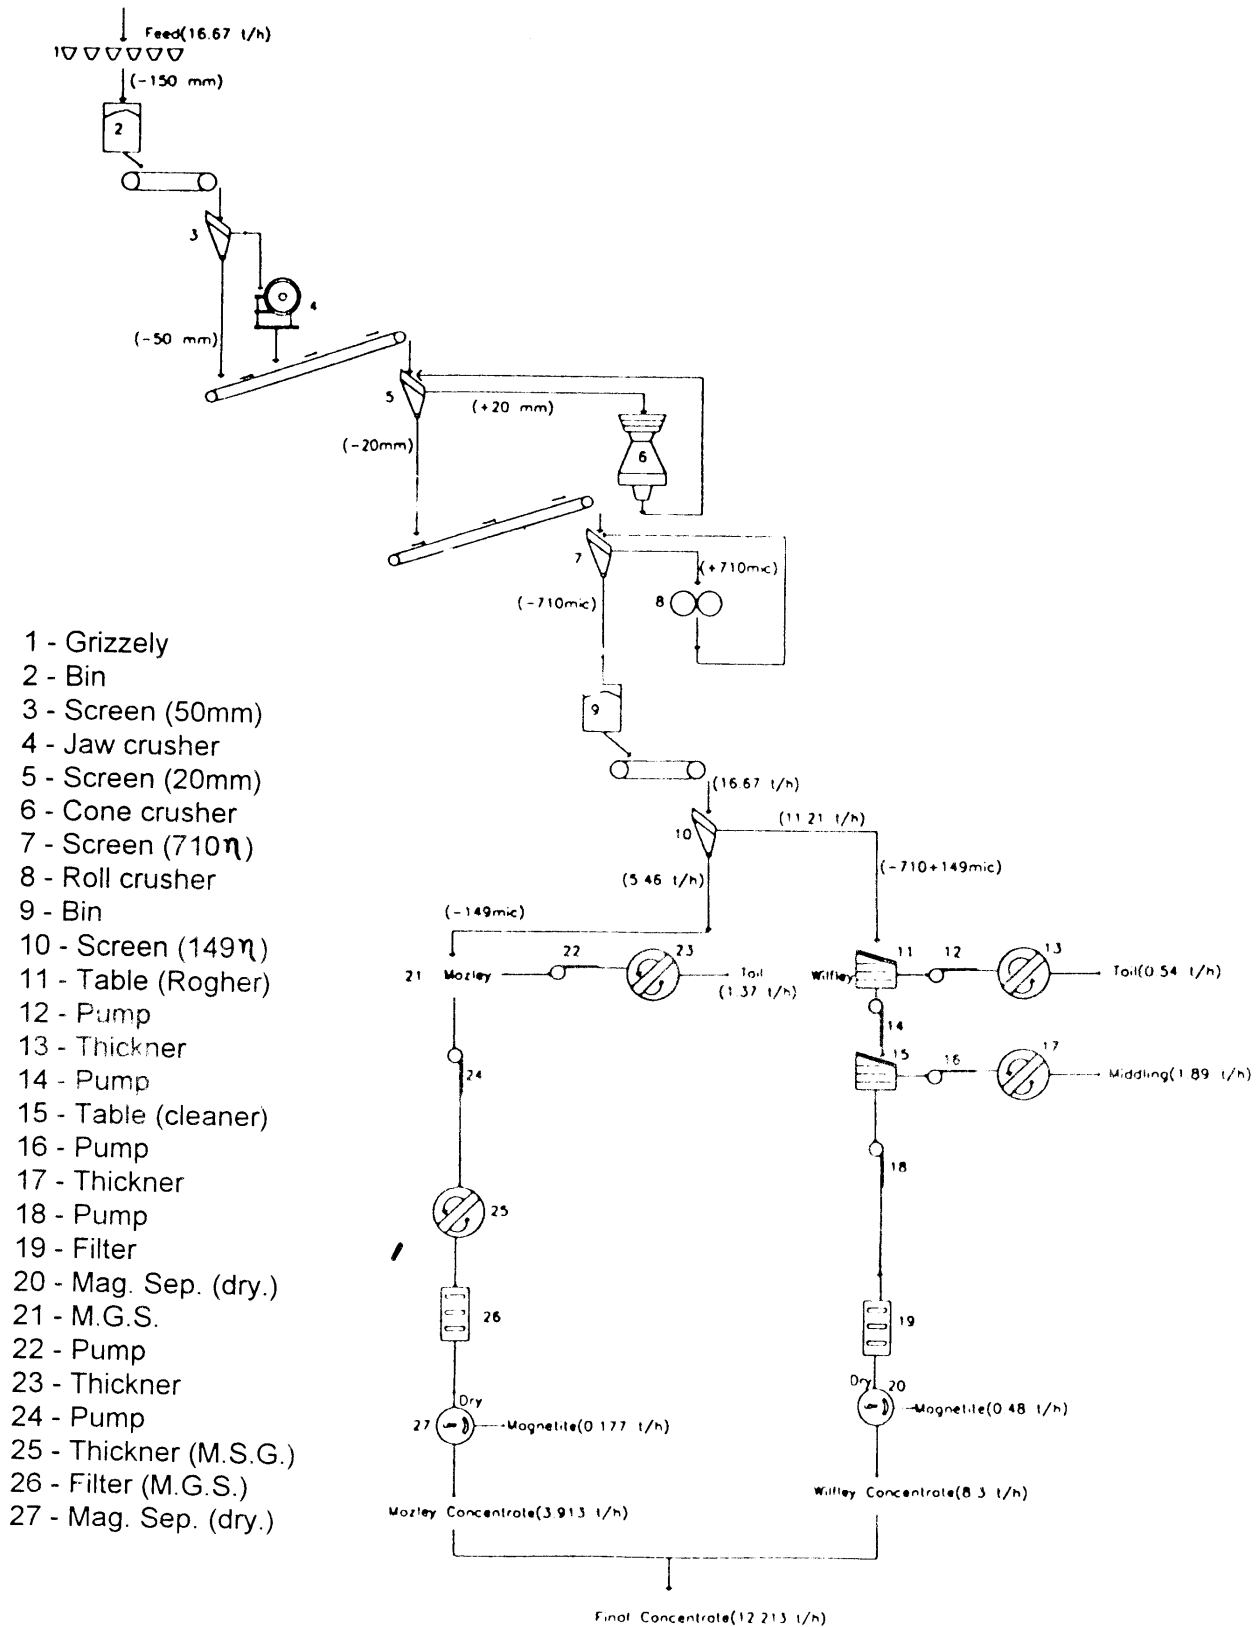 Feed(16.67 t/h)
1
(-150 mm)
2
3
4
(-50 mm)
5
(+20 mm)
(-20mm)
6
7
(+710mic)
(-710mic)
8
9
(16.67 t/h)
(11.21 t/h)
10
(-710+149mic)
(5.46 t/h)
(-149mic)
22
23
11
12
13
21 Mozley
Tail
(1.37 t/h)
Wilfley
Tail(0.54 t/h)
14
15
16
17
24
Middling(1.89 t/h)
18
25
26
19
Dry
20
Dry
27
Magnetite(0.177 t/h)
Magnetite(0.48 t/h)
Mozley Concentrate(3.913 t/h)
Wilfley Concentrate(8.3 t/h)
Final Concentrate(12.213 t/h)
1 - Grizzely
2 - Bin
3 - Screen (50mm)
4 - Jaw crusher
5 - Screen (20mm)
6 - Cone crusher
7 - Screen (710η)
8 - Roll crusher
9 - Bin
10 - Screen (149η)
11 - Table (Rogher)
12 - Pump
13 - Thickner
14 - Pump
15 - Table (cleaner)
16 - Pump
17 - Thickner
18 - Pump
19 - Filter
20 - Mag. Sep. (dry.)
21 - M.G.S.
22 - Pump
23 - Thickner
24 - Pump
25 - Thickner (M.S.G.)
26 - Filter (M.G.S.)
27 - Mag. Sep. (dry.)